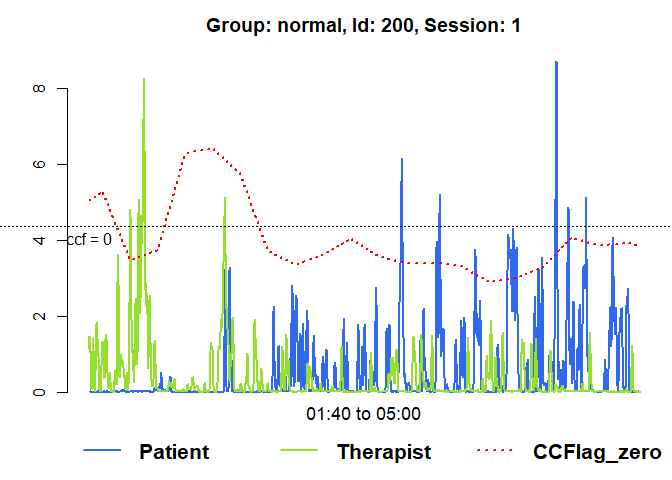 Group: normal, Id: 200, Session: 1
8
6
4
ccf = 0
2
0
01:40 to 05:00
Patient Therapist CCFlag_zero